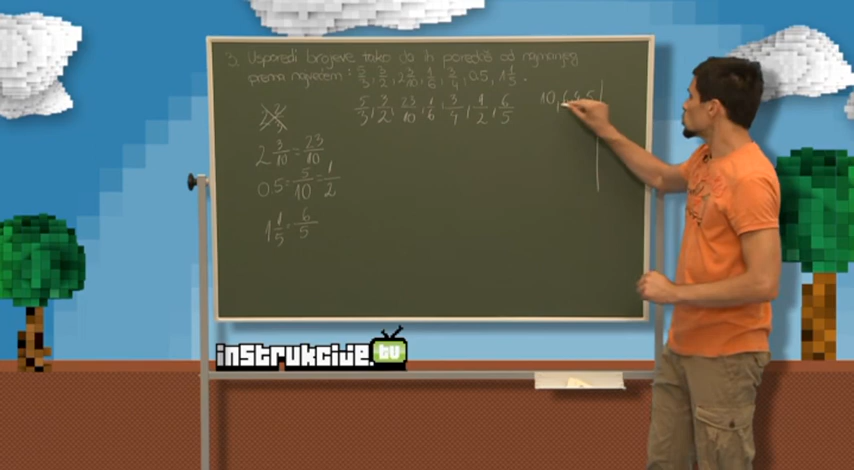 3. Usporedi brojeve tako da ih poredaš od najmanjeg
prema najvećem: 5/3, 3/2, 2 3/10, 1/6, 3/4, 0.5, 1 1/5.
5/3, 3/2, 23/10, 1/6, 3/4, 1/2, 6/5
2 3/10 = 23/10
0.5 = 5/10 = 1/2
1 1/5 = 6/5
10,6,4,5
instrukcije.tv